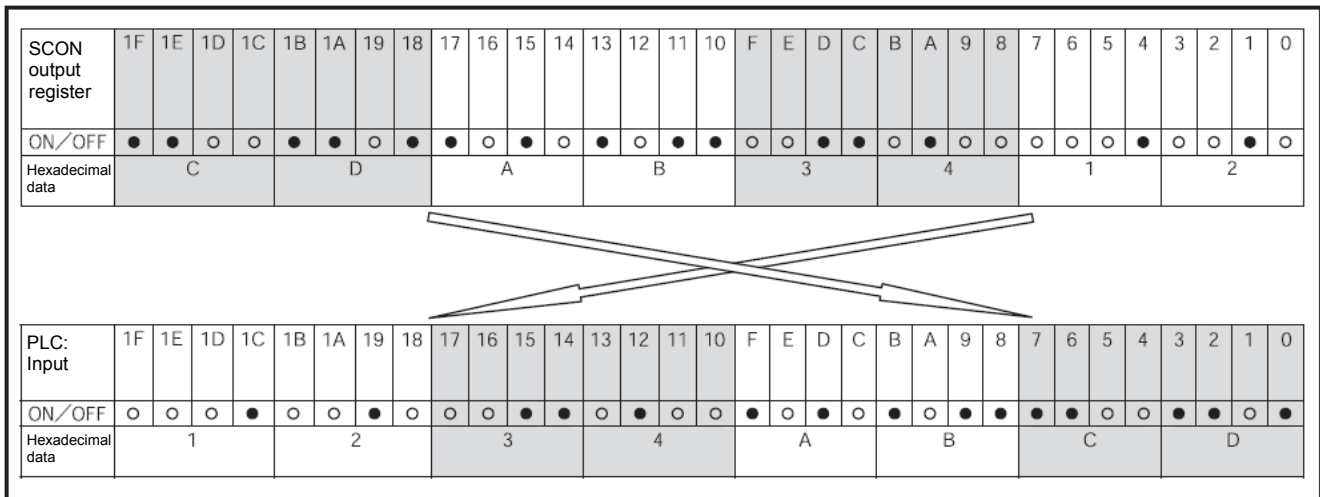 SCON output register 1F 1E 1D 1C 1B 1A 19 18 17 16 15 14 13 12 11 10 F E D C B A 9 8 7 6 5 4 3 2 1 0
ON/OFF ● ● ○ ○ ● ● ○ ● ● ○ ● ○ ● ○ ● ● ○ ○ ● ● ○ ● ○ ○ ○ ○ ○ ● ○ ○ ● ○
Hexadecimal data C D A B 3 4 1 2
PLC: Input 1F 1E 1D 1C 1B 1A 19 18 17 16 15 14 13 12 11 10 F E D C B A 9 8 7 6 5 4 3 2 1 0
ON/OFF ○ ○ ○ ● ○ ○ ● ○ ○ ○ ● ● ○ ● ○ ○ ● ○ ● ○ ● ○ ● ● ● ● ○ ○ ● ● ○ ●
Hexadecimal data 1 2 3 4 A B C D